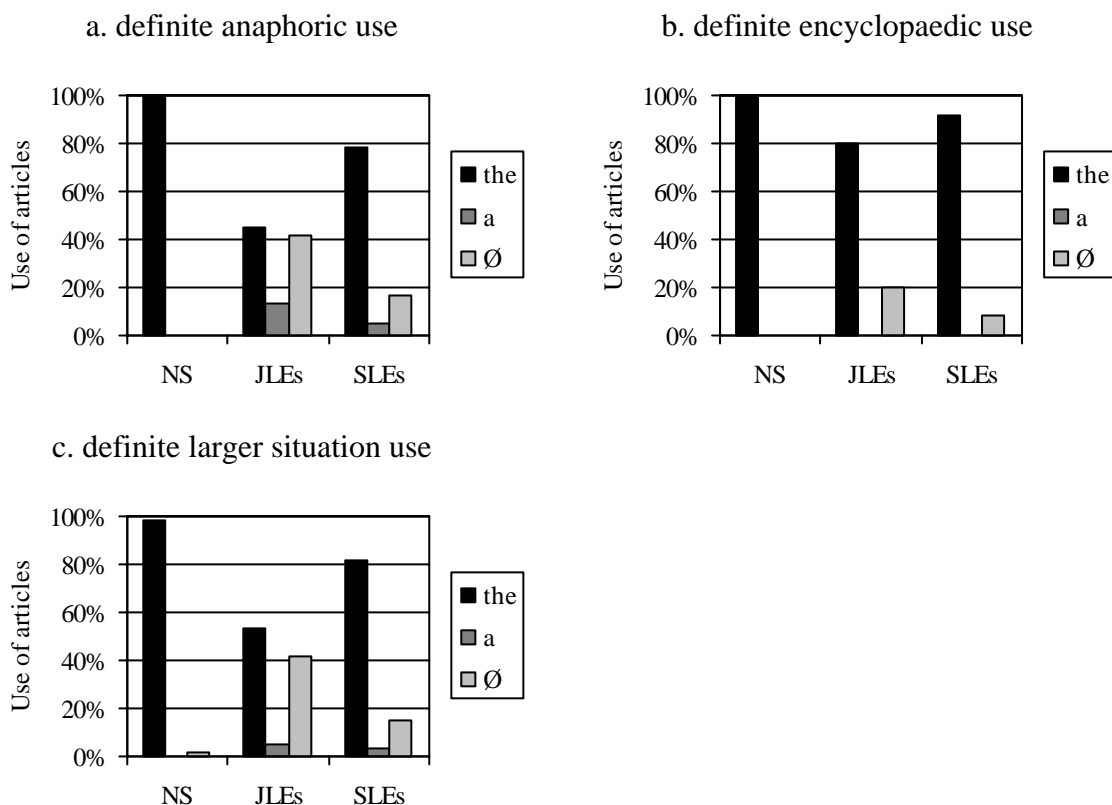 a. definite anaphoric use
100%
80%
60%
40%
20%
0%
Use of articles
NS JLEs SLEs
the
a
Ø
b. definite encyclopaedic use
100%
80%
60%
40%
20%
0%
Use of articles
NS JLEs SLEs
the
a
Ø
c. definite larger situation use
100%
80%
60%
40%
20%
0%
Use of articles
NS JLEs SLEs
the
a
Ø